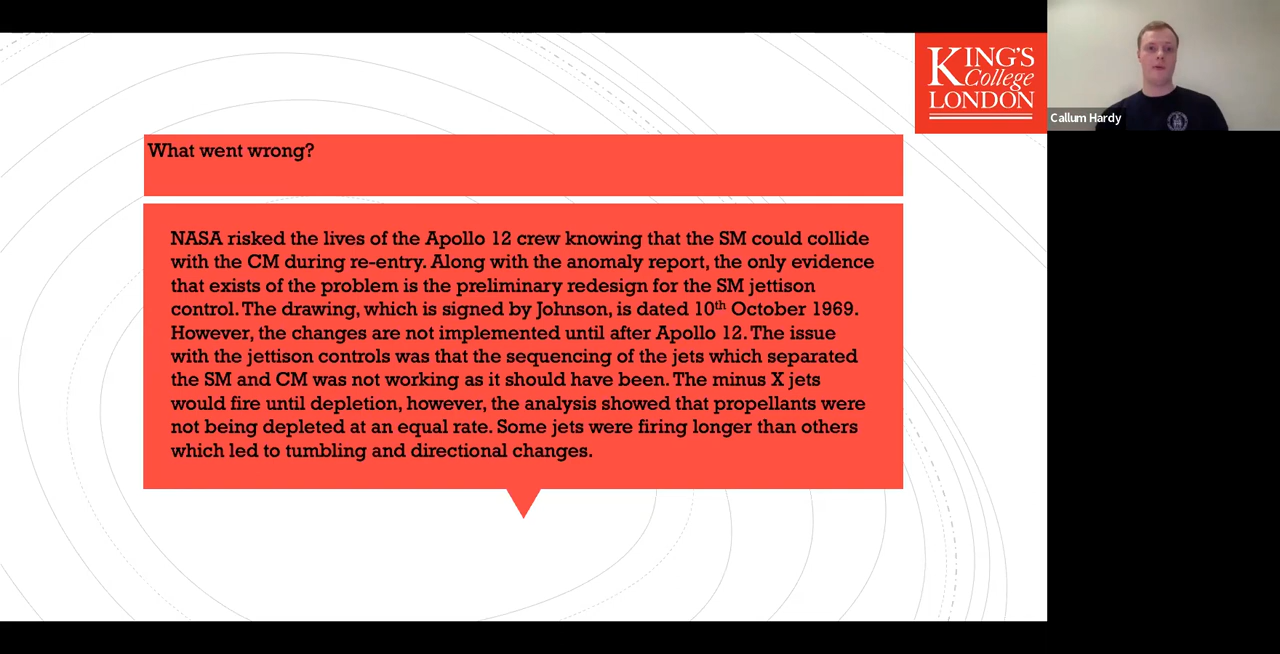 KING'S
College
LONDON
Callum Hardy
What went wrong?
NASA risked the lives of the Apollo 12 crew knowing that the SM could collide
with the CM during re-entry. Along with the anomaly report, the only evidence
that exists of the problem is the preliminary redesign for the SM jettison
control. The drawing, which is signed by Johnson, is dated 10th October 1969.
However, the changes are not implemented until after Apollo 12. The issue
with the jettison controls was that the sequencing of the jets which separated
the SM and CM was not working as it should have been. The minus X jets
would fire until depletion, however, the analysis showed that propellants were
not being depleted at an equal rate. Some jets were firing longer than others
which led to tumbling and directional changes.